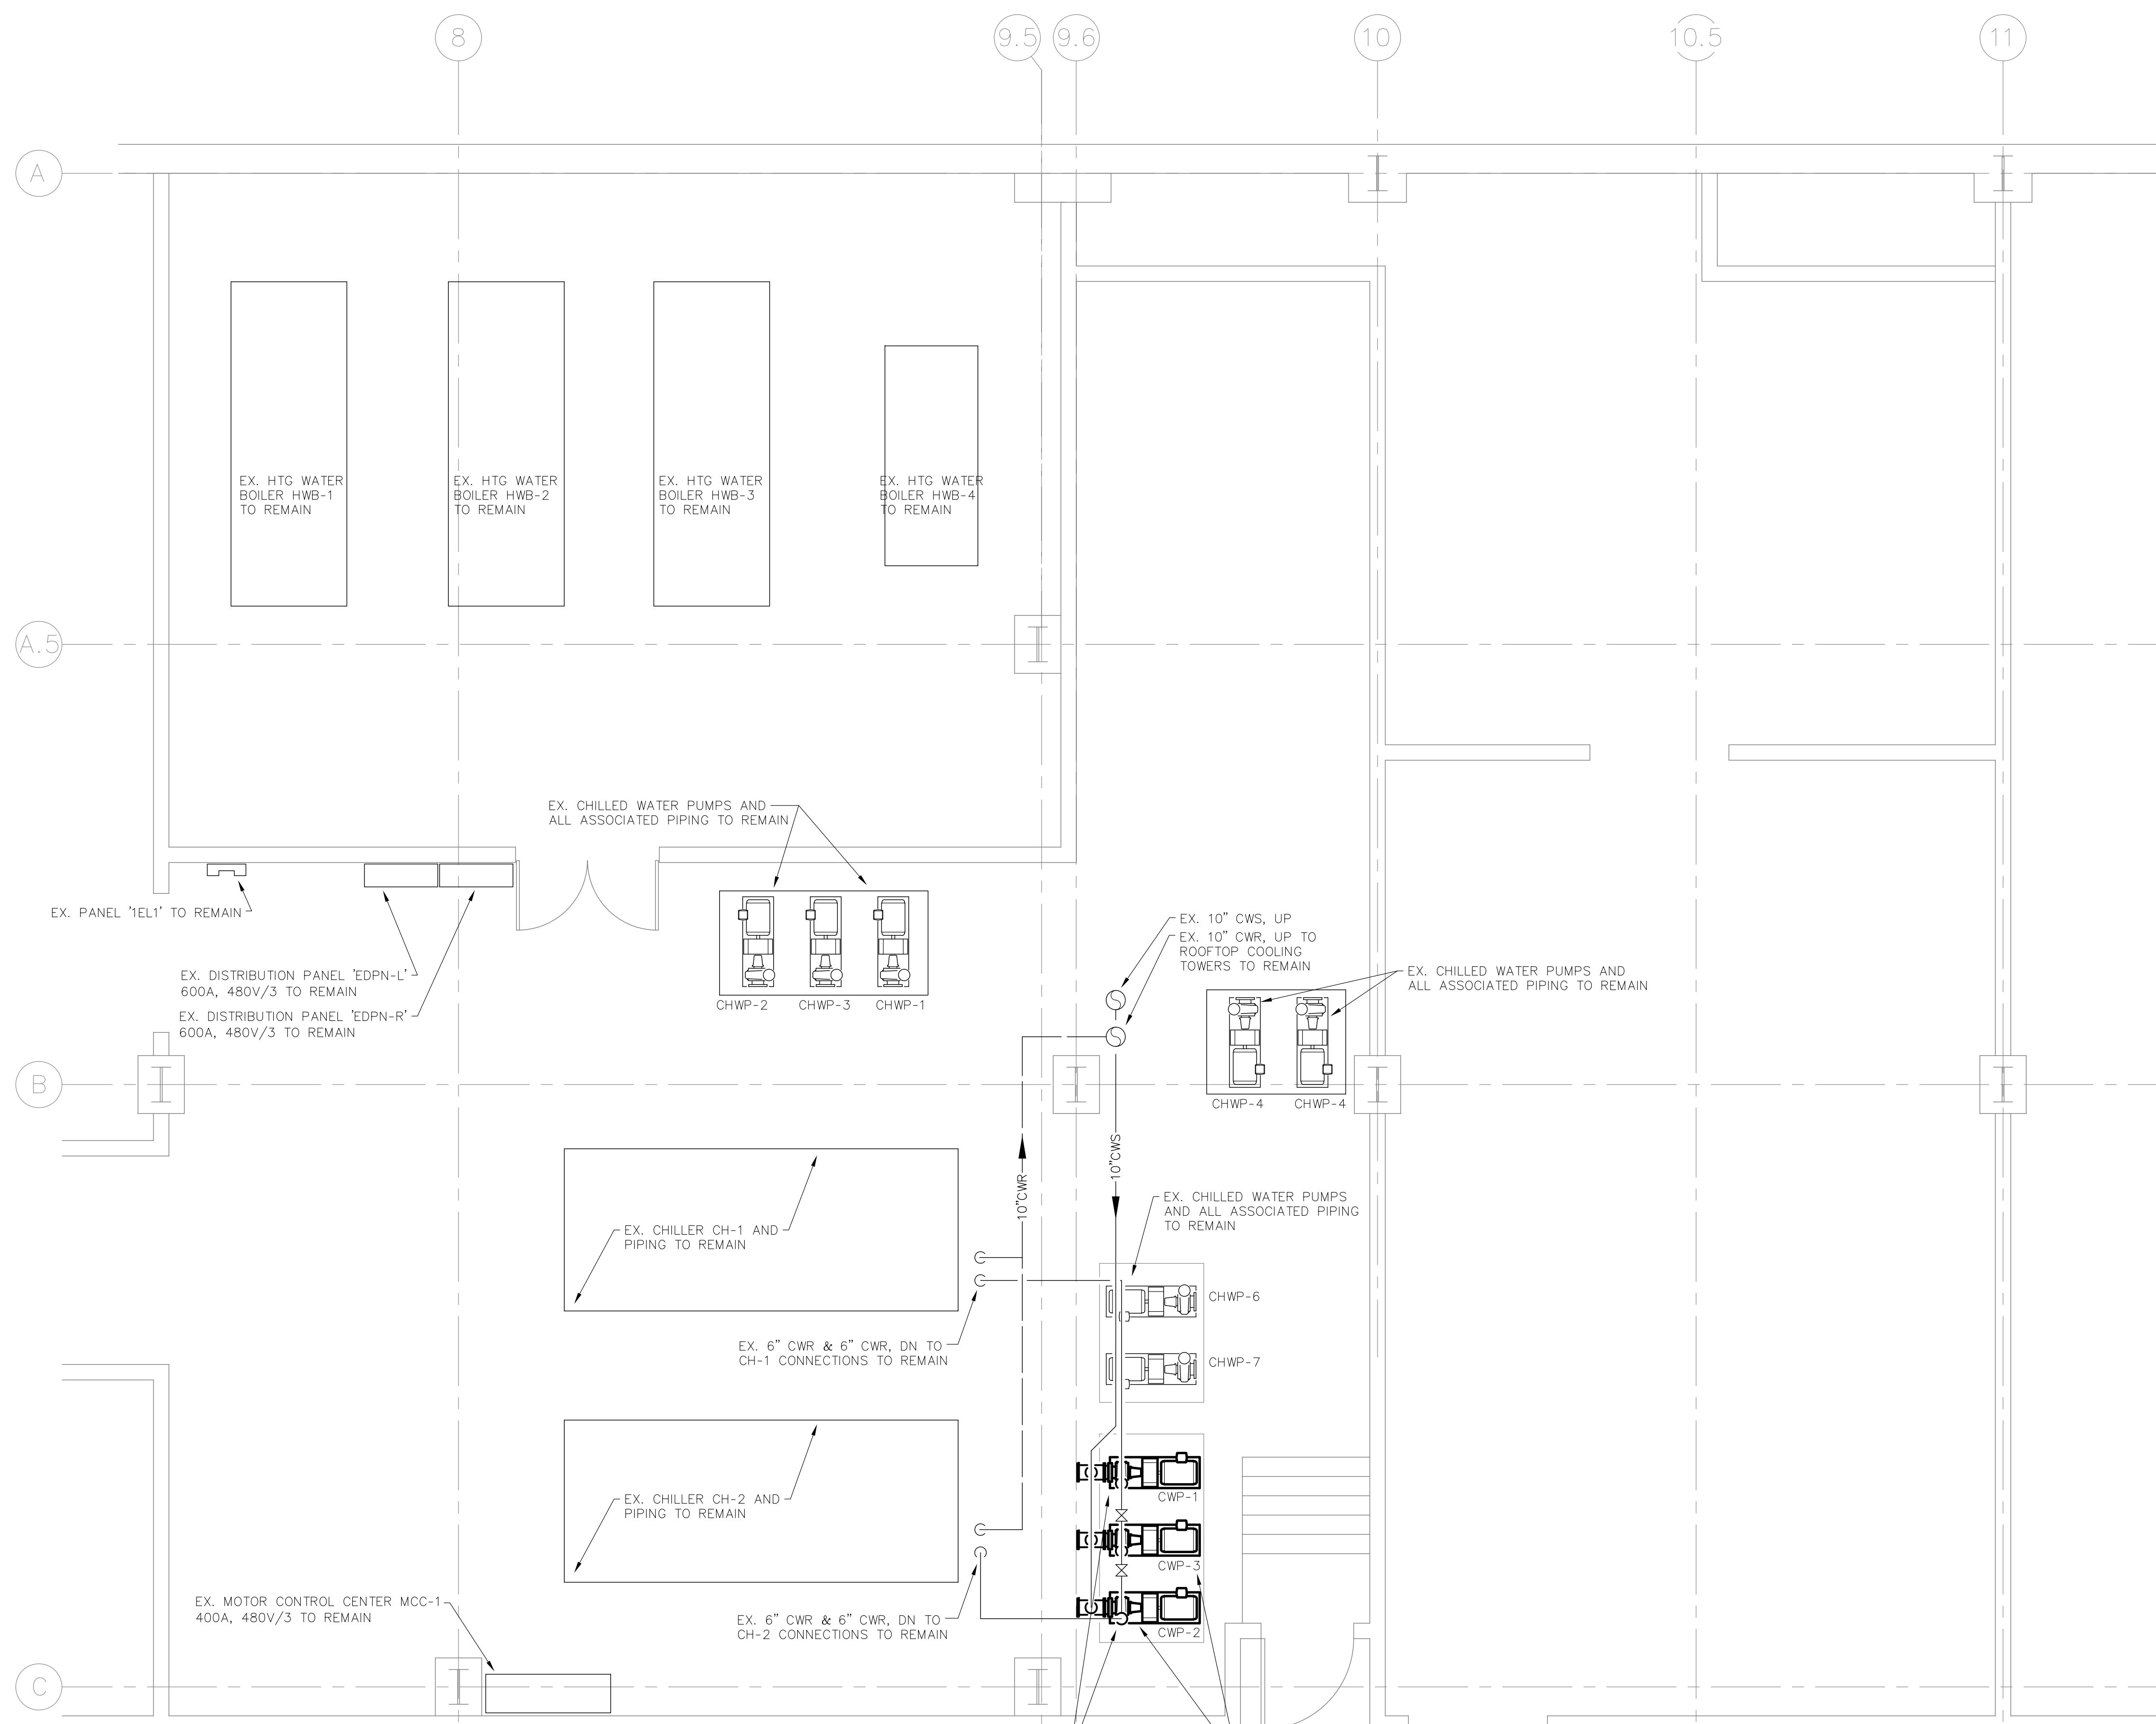 8
9.5
9.6
10
10.5
11
A
A.5
B
C
EX. HTG WATER
BOILER HWB-1
TO REMAIN
EX. HTG WATER
BOILER HWB-2
TO REMAIN
EX. HTG WATER
BOILER HWB-3
TO REMAIN
EX. HTG WATER
BOILER HWB-4
TO REMAIN
EX. CHILLED WATER PUMPS AND
ALL ASSOCIATED PIPING TO REMAIN
EX. PANEL '1EL1' TO REMAIN
EX. DISTRIBUTION PANEL 'EDPN-L'
600A, 480V/3 TO REMAIN
EX. DISTRIBUTION PANEL 'EDPN-R'
600A, 480V/3 TO REMAIN
CHWP-2
CHWP-3
CHWP-1
EX. 10" CWS, UP
EX. 10" CWR, UP TO
ROOFTOP COOLING
TOWERS TO REMAIN
EX. CHILLED WATER PUMPS AND
ALL ASSOCIATED PIPING TO REMAIN
CHWP-4
CHWP-4
10"CWR
10"CWS
EX. CHILLED WATER PUMPS
AND ALL ASSOCIATED PIPING
TO REMAIN
EX. CHILLER CH-1 AND
PIPING TO REMAIN
CHWP-6
CHWP-7
EX. 6" CWR & 6" CWR, DN TO
CH-1 CONNECTIONS TO REMAIN
EX. CHILLER CH-2 AND
PIPING TO REMAIN
CWP-1
CWP-3
CWP-2
EX. MOTOR CONTROL CENTER MCC-1
400A, 480V/3 TO REMAIN
EX. 6" CWR & 6" CWR, DN TO
CH-2 CONNECTIONS TO REMAIN